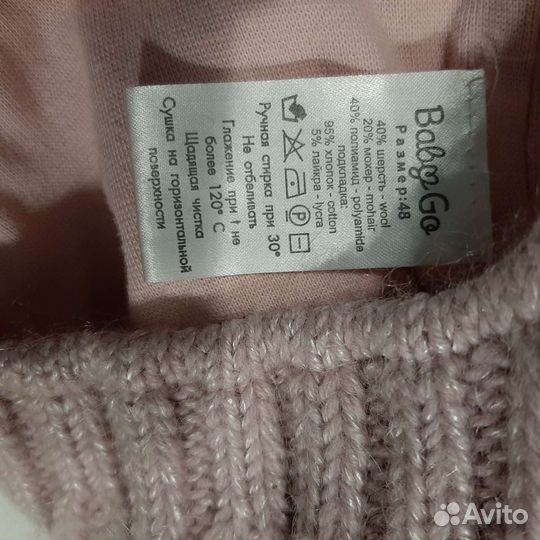 BabyGo
Размер:48
40% шерсть - wool
20% мохер - mohair
40% полиамид - polyamide
подкладка:
95% хлопок - cotton
5% лайкра - lycra
P
Ручная стирка при 30°
Не отбеливать
Глажение при t не
более 120° С
Щадящая чистка
Сушка на горизонтальной
поверхности
Avito